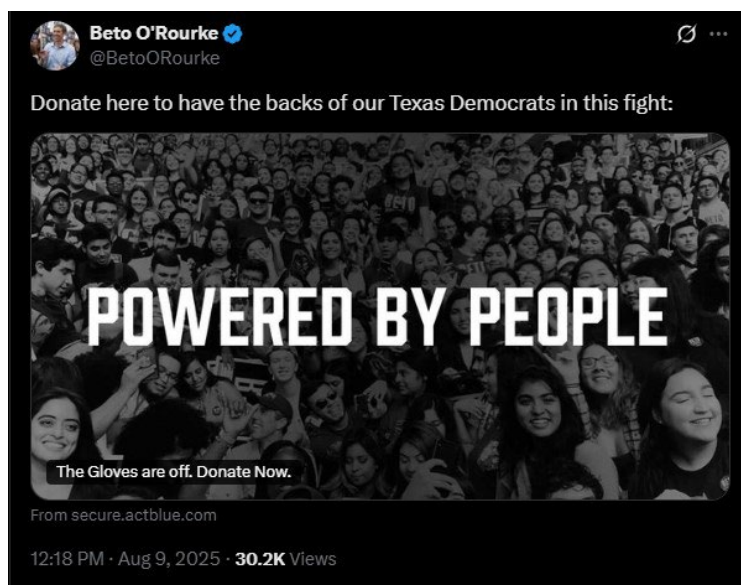 Beto O'Rourke
@BetoORourke
Donate here to have the backs of our Texas Democrats in this fight:
BETO
POWERED BY PEOPLE
The Gloves are off. Donate Now.
From secure.actblue.com
12:18 PM · Aug 9, 2025 · 30.2K Views